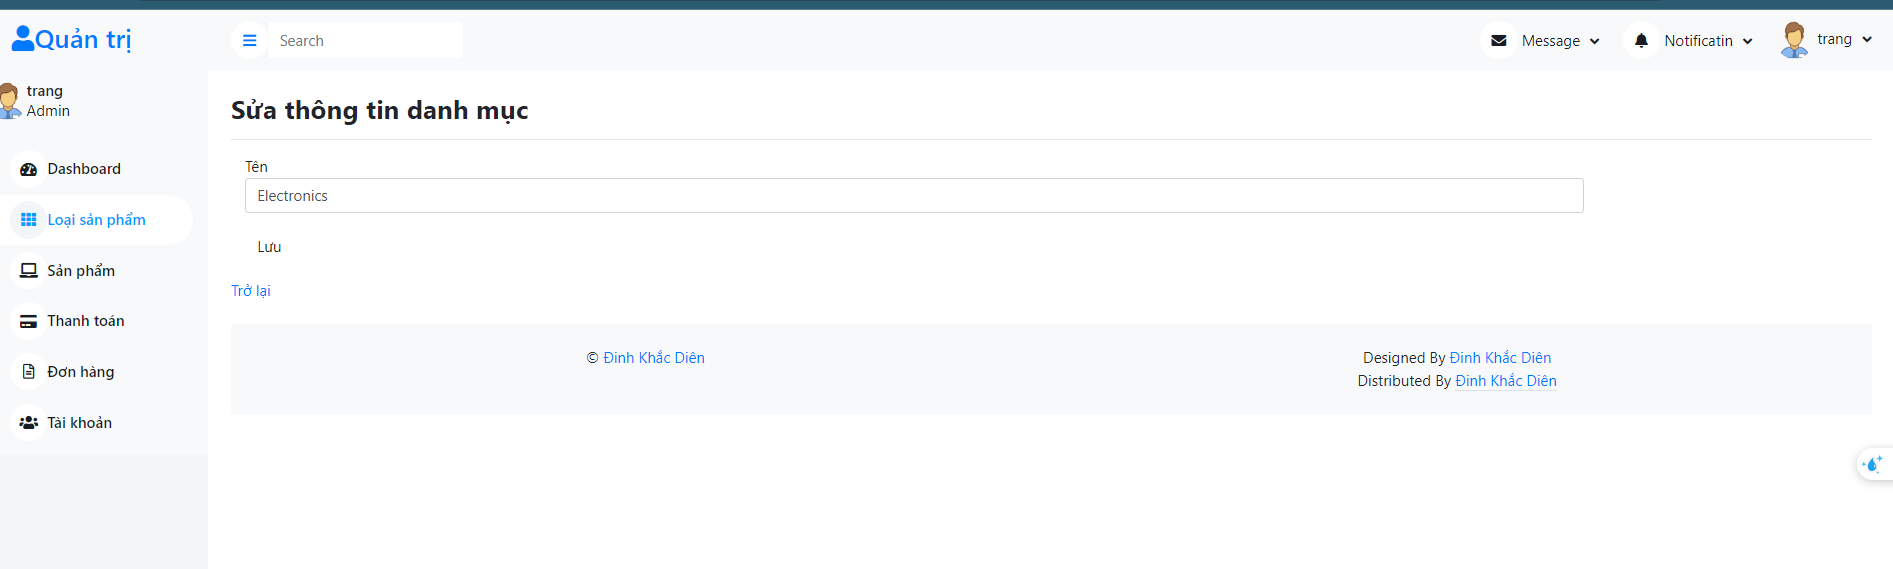 Quản trị
Search
Message
Notificatin
trang
trang
Admin
Dashboard
Loại sản phẩm
Sản phẩm
Thanh toán
Đơn hàng
Tài khoản
Sửa thông tin danh mục
Tên
Electronics
Lưu
Trở lại
© Đinh Khắc Diên
Designed By Đinh Khắc Diên
Distributed By Đinh Khắc Diên